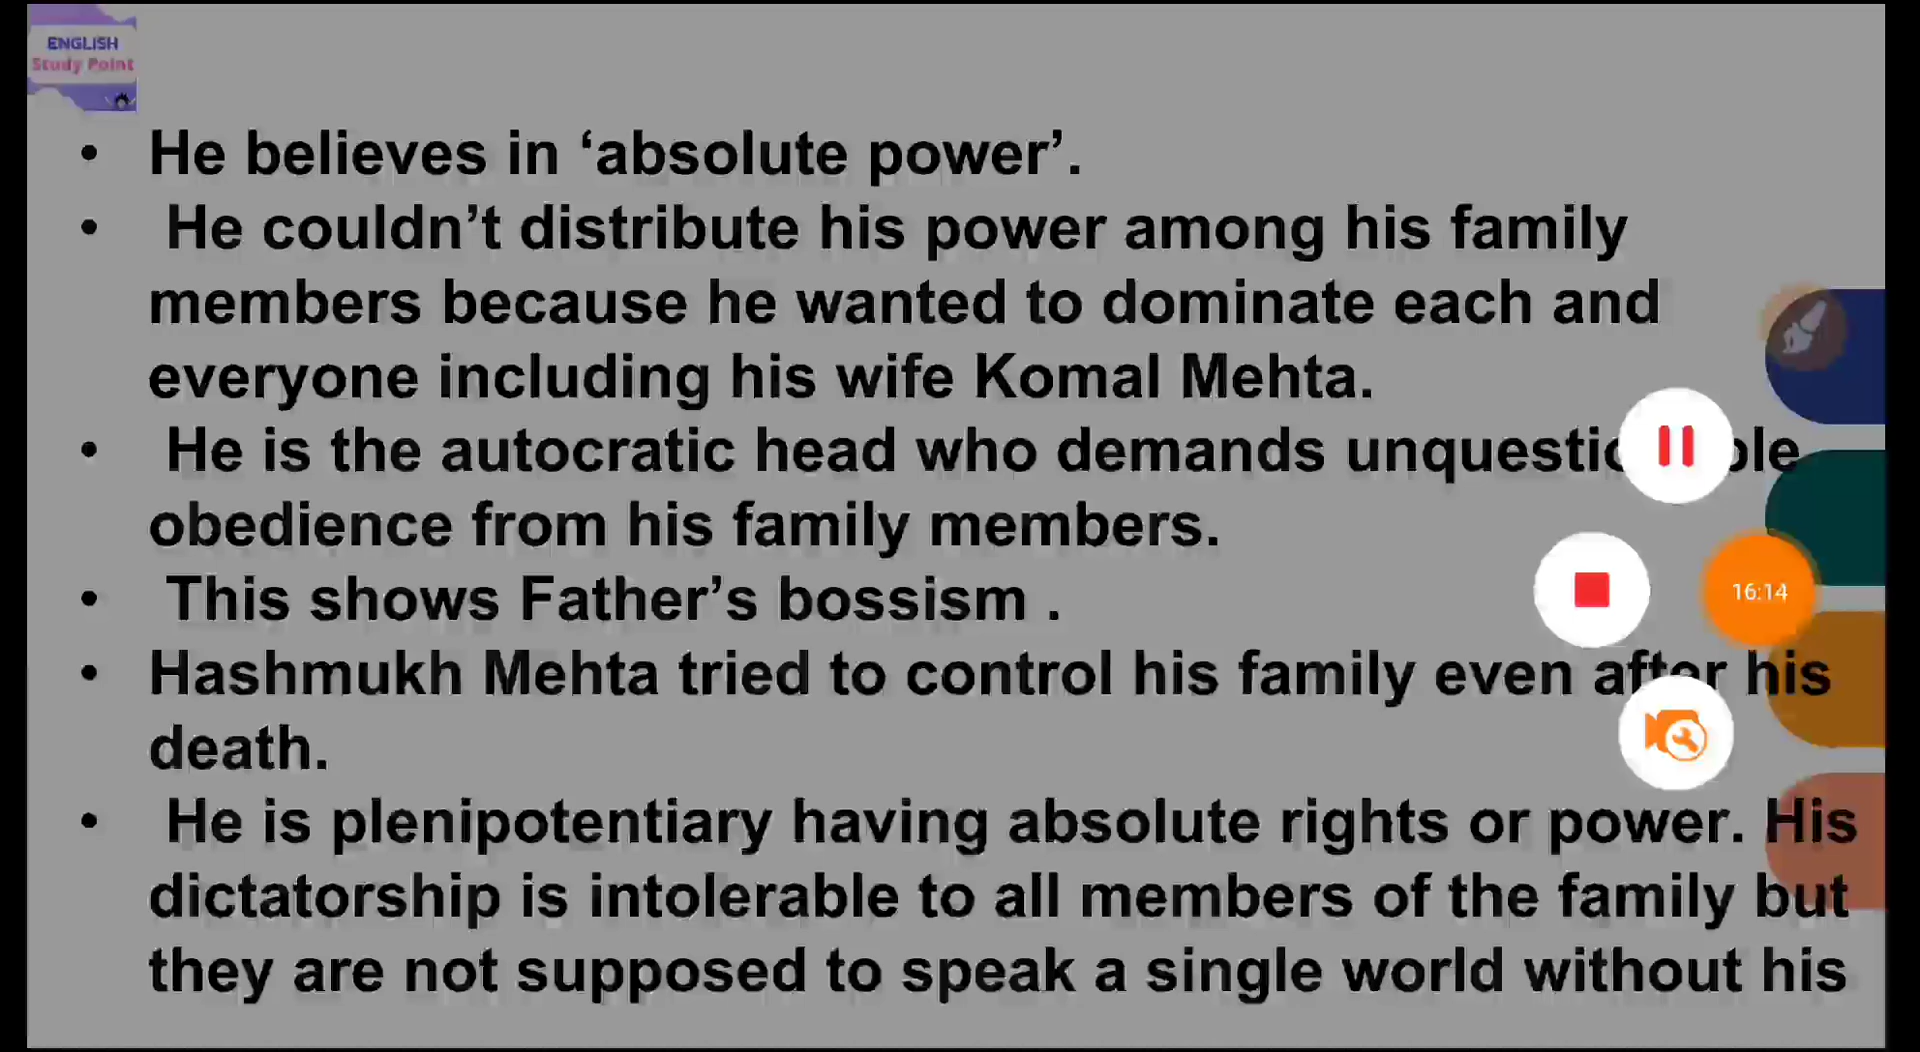 ENGLISH
Study Point
• He believes in ‘absolute power’.
• He couldn’t distribute his power among his family
members because he wanted to dominate each and
everyone including his wife Komal Mehta.
• He is the autocratic head who demands
obedience from his family members.
• This shows Father’s bossism .
16:14
• Hashmukh Mehta tried to control his family even after his
death.
• He is plenipotentiary having absolute rights or power. His
dictatorship is intolerable to all members of the family but
they are not supposed to speak a single world without his